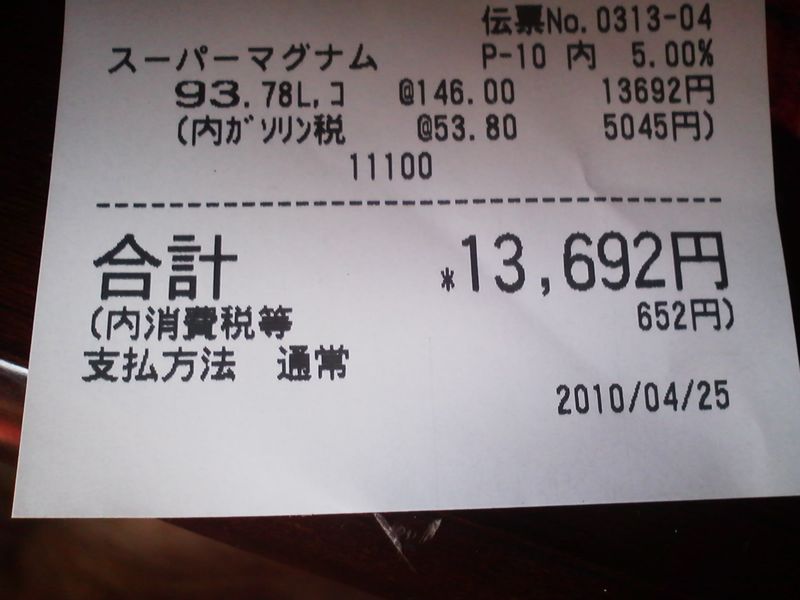 伝票No.0313-04
スーパーマグナム P-10 内 5.00%
93.78L,コ @146.00 13692円
(内ガソリン税 @53.80 5045円)
11100
合計 *13,692円
(内消費税等 652円)
支払方法 通常
2010/04/25